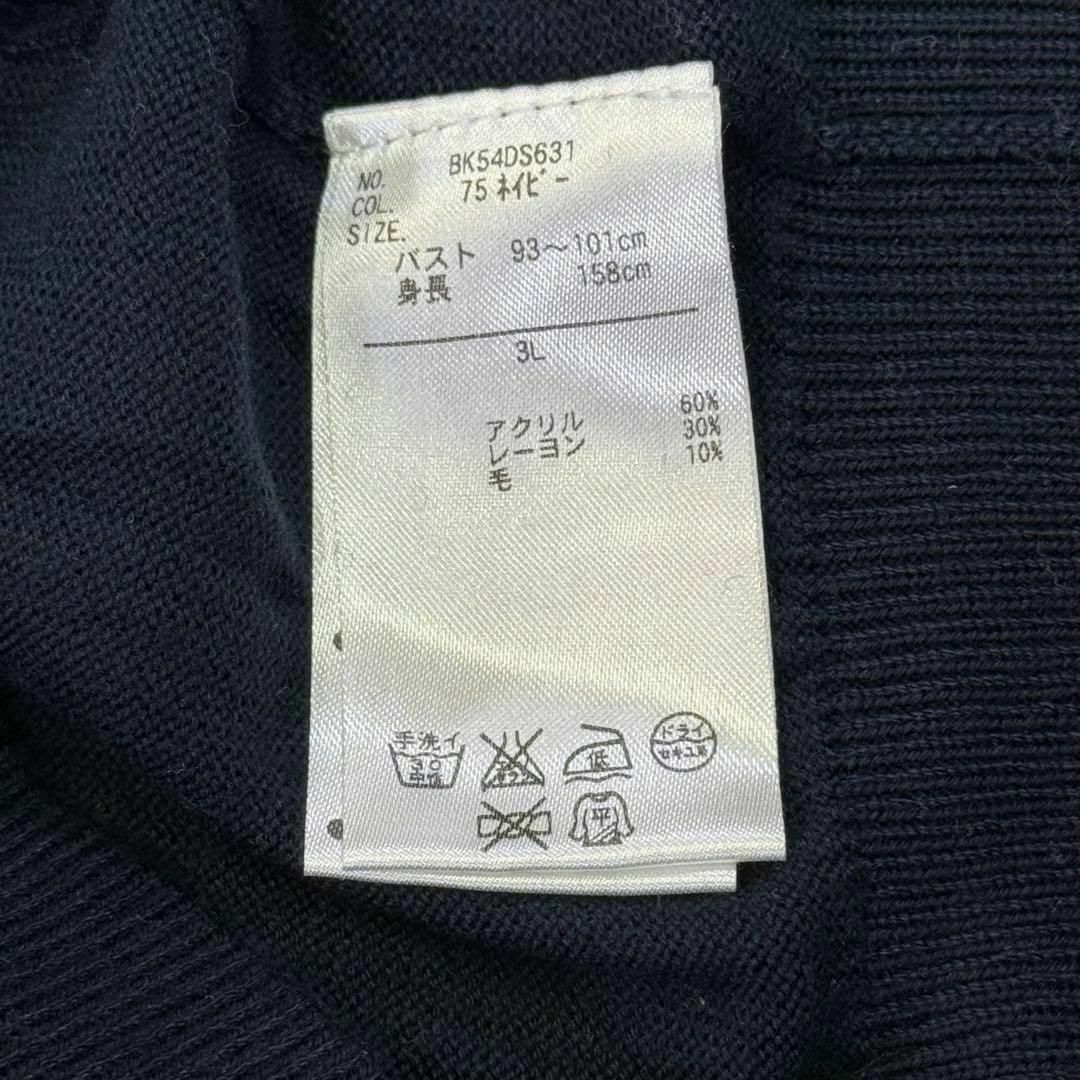 NO. BK54DS631
COL. 75 ネイビー
SIZE.
バスト 93～101cm
身長 158cm
3L
アクリル 60%
レーヨン 30%
毛 10%
手洗イ
30
中性
低
ドライ
セキユ系
平